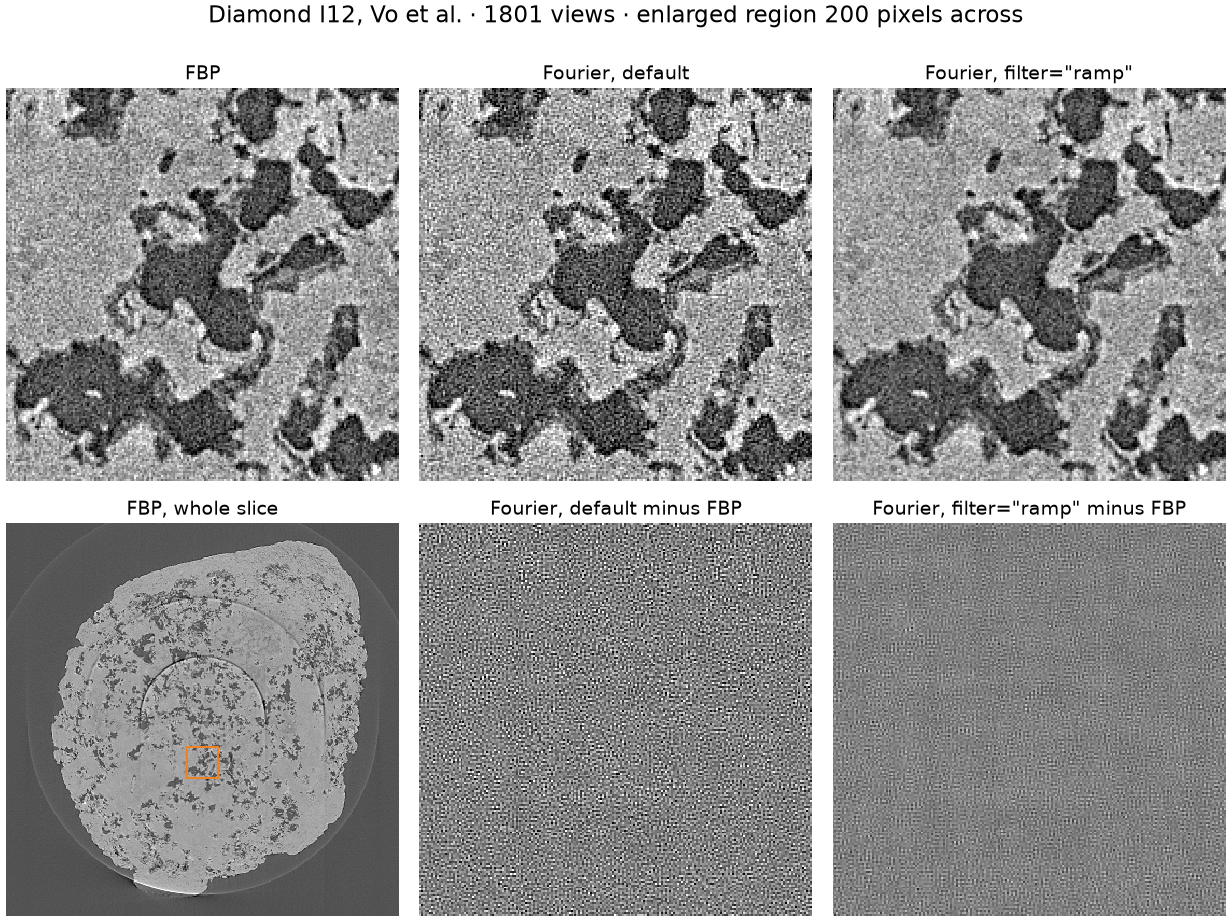 Diamond I12, Vo et al. · 1801 views · enlarged region 200 pixels across
FBP
Fourier, default
Fourier, filter="ramp"
FBP, whole slice
Fourier, default minus FBP
Fourier, filter="ramp" minus FBP